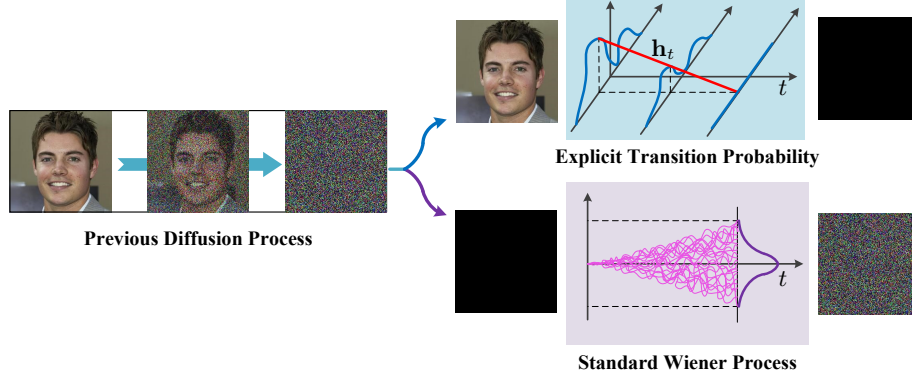 h_t
t
Explicit Transition Probability
Previous Diffusion Process
t
Standard Wiener Process